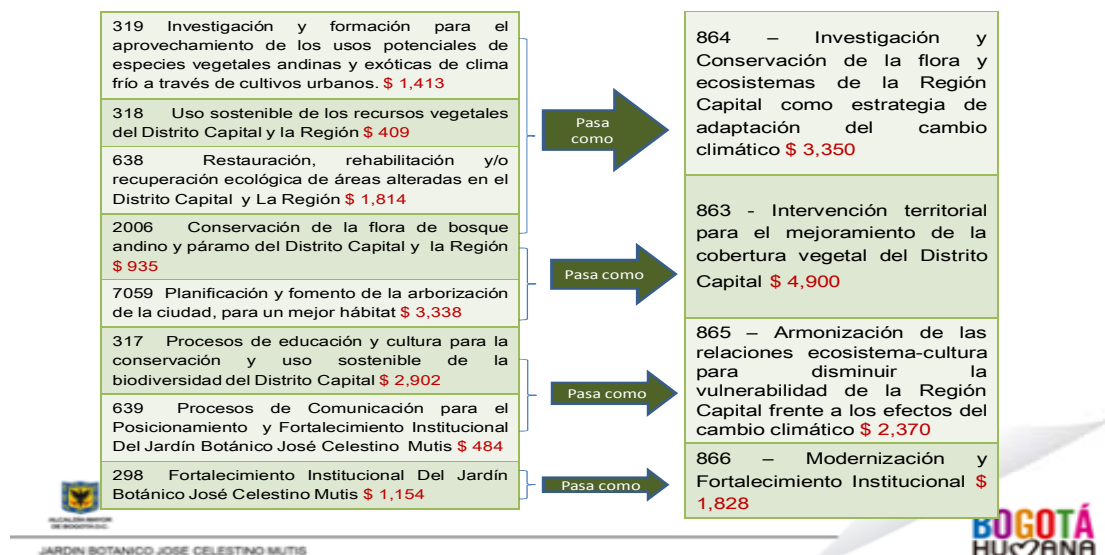 319 Investigación y formación para el
aprovechamiento de los usos potenciales de
especies vegetales andinas y exóticas de clima
frío a través de cultivos urbanos. $ 1,413
318 Uso sostenible de los recursos vegetales
del Distrito Capital y la Región $ 409
638 Restauración, rehabilitación y/o
recuperación ecológica de áreas alteradas en el
Distrito Capital y La Región $ 1,814
2006 Conservación de la flora de bosque
andino y páramo del Distrito Capital y la Región
$ 935
7059 Planificación y fomento de la arborización
de la ciudad, para un mejor hábitat $ 3,338
317 Procesos de educación y cultura para la
conservación y uso sostenible de la
biodiversidad del Distrito Capital $ 2,902
639 Procesos de Comunicación para el
Posicionamiento y Fortalecimiento Institucional
Del Jardín Botánico José Celestino Mutis $ 484
298 Fortalecimiento Institucional Del Jardín
Botánico José Celestino Mutis $ 1,154
Pasa
como
Pasa como
Pasa como
Pasa como
864 – Investigación y
Conservación de la flora y
ecosistemas de la Región
Capital como estrategia de
adaptación del cambio
climático $ 3,350
863 - Intervención territorial
para el mejoramiento de la
cobertura vegetal del Distrito
Capital $ 4,900
865 – Armonización de las
relaciones ecosistema-cultura
para disminuir la
vulnerabilidad de la Región
Capital frente a los efectos del
cambio climático $ 2,370
866 – Modernización y
Fortalecimiento Institucional $
1,828
ALCALDÍA MAYOR
DE BOGOTÁ D.C.
JARDIN BOTANICO JOSE CELESTINO MUTIS
BOGOTÁ
HUMANA